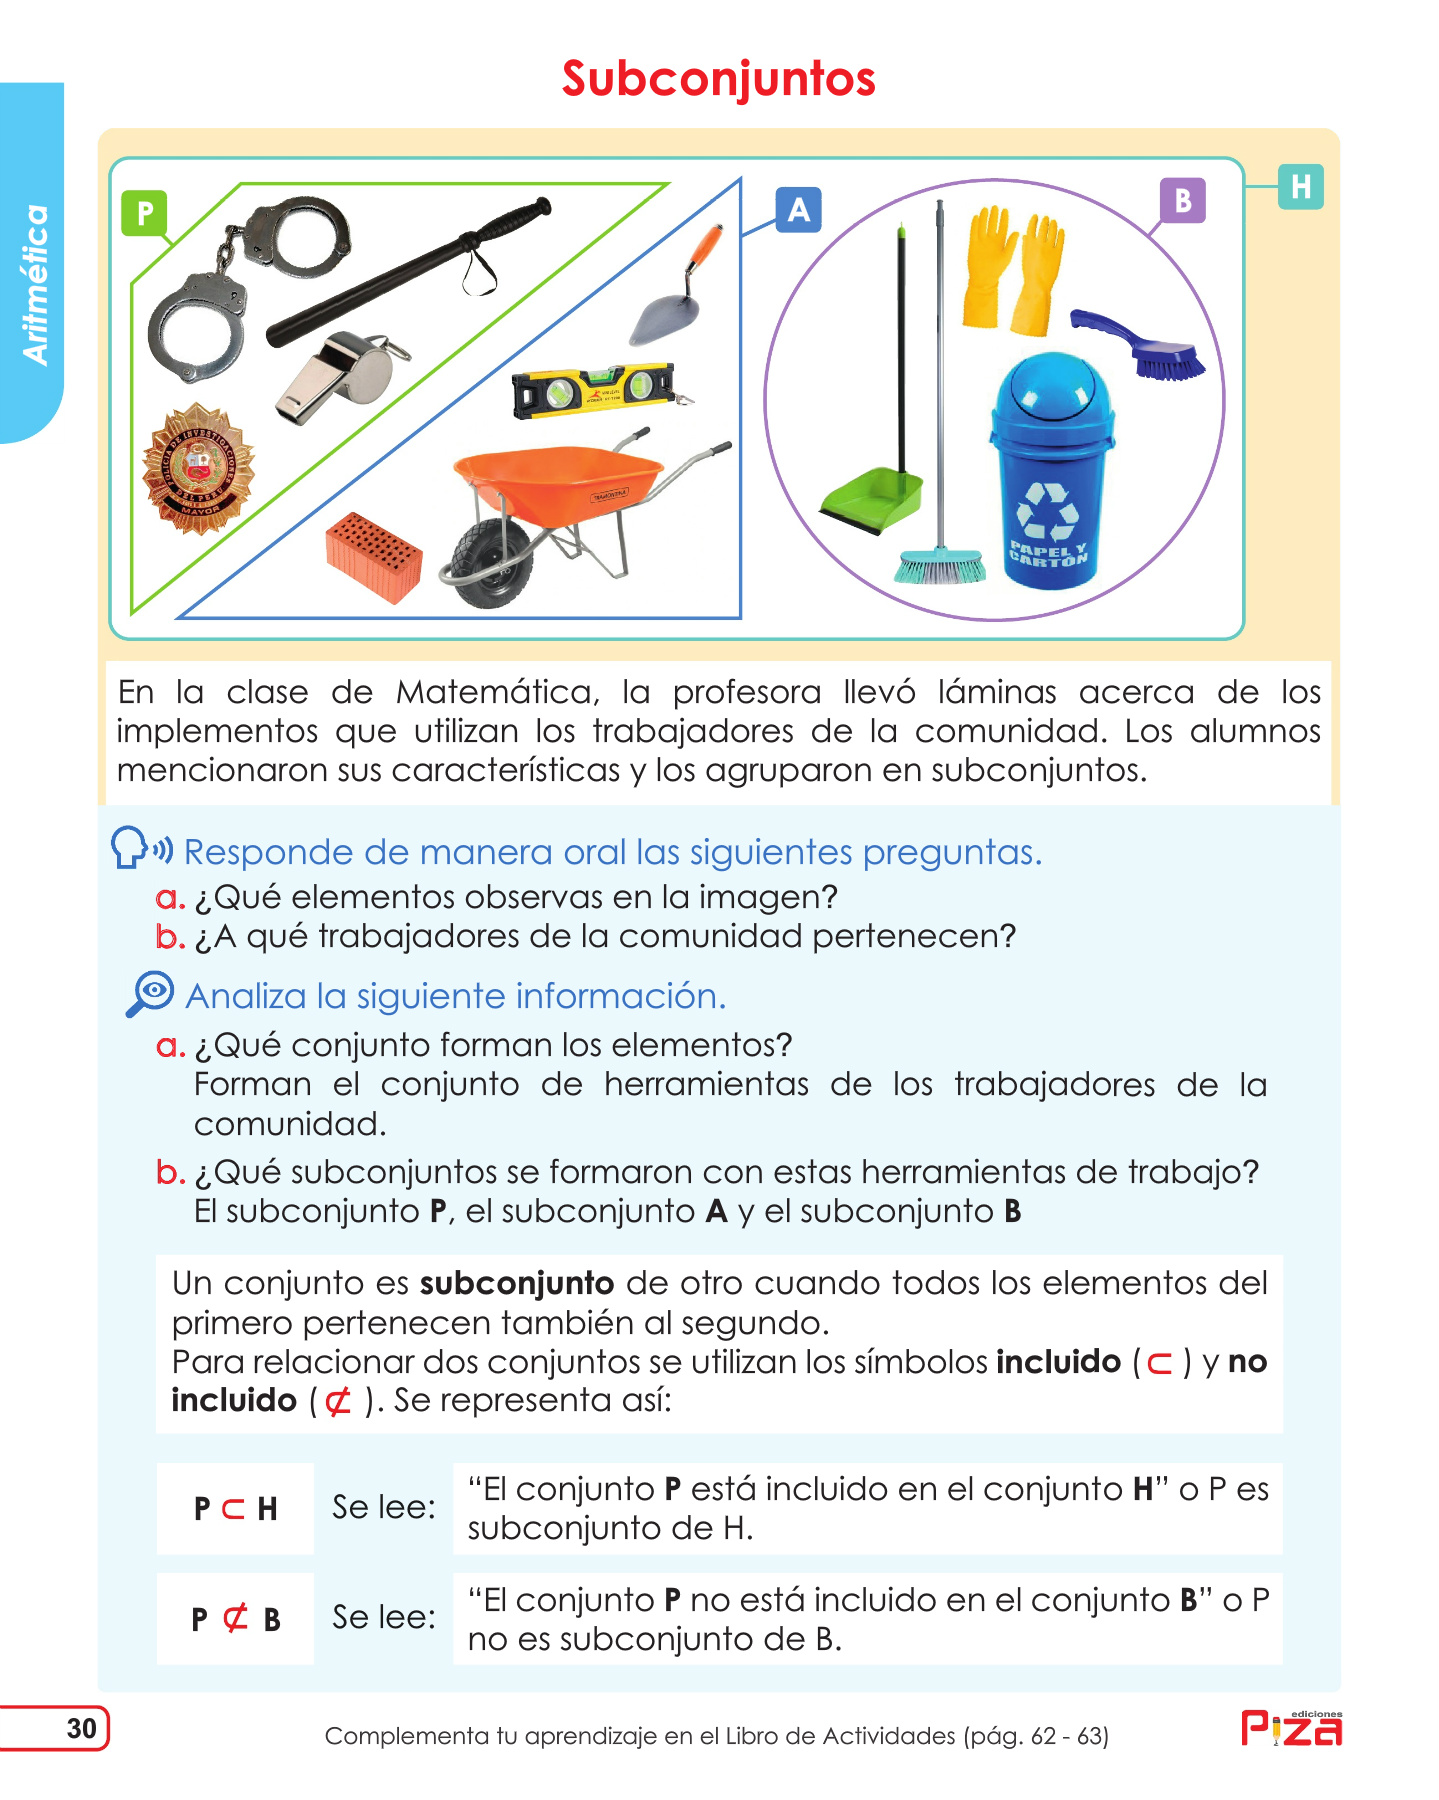 Subconjuntos
Aritmética
P
A
B
H
POLICIA DE INVESTIGACIONES
DEL PERU
MAYOR
TRAMONTINA
PAPEL Y
CARTÓN
En la clase de Matemática, la profesora llevó láminas acerca de los
implementos que utilizan los trabajadores de la comunidad. Los alumnos
mencionaron sus características y los agruparon en subconjuntos.
Responde de manera oral las siguientes preguntas.
a. ¿Qué elementos observas en la imagen?
b. ¿A qué trabajadores de la comunidad pertenecen?
Analiza la siguiente información.
a. ¿Qué conjunto forman los elementos?
Forman el conjunto de herramientas de los trabajadores de la
comunidad.
b. ¿Qué subconjuntos se formaron con estas herramientas de trabajo?
El subconjunto P, el subconjunto A y el subconjunto B
Un conjunto es subconjunto de otro cuando todos los elementos del
primero pertenecen también al segundo.
Para relacionar dos conjuntos se utilizan los símbolos incluido ( ⊂ ) y no
incluido ( ⊄ ). Se representa así:
P ⊂ H Se lee: “El conjunto P está incluido en el conjunto H” o P es
subconjunto de H.
P ⊄ B Se lee: “El conjunto P no está incluido en el conjunto B” o P
no es subconjunto de B.
30
Complementa tu aprendizaje en el Libro de Actividades (pág. 62 - 63)
ediciones
Piza